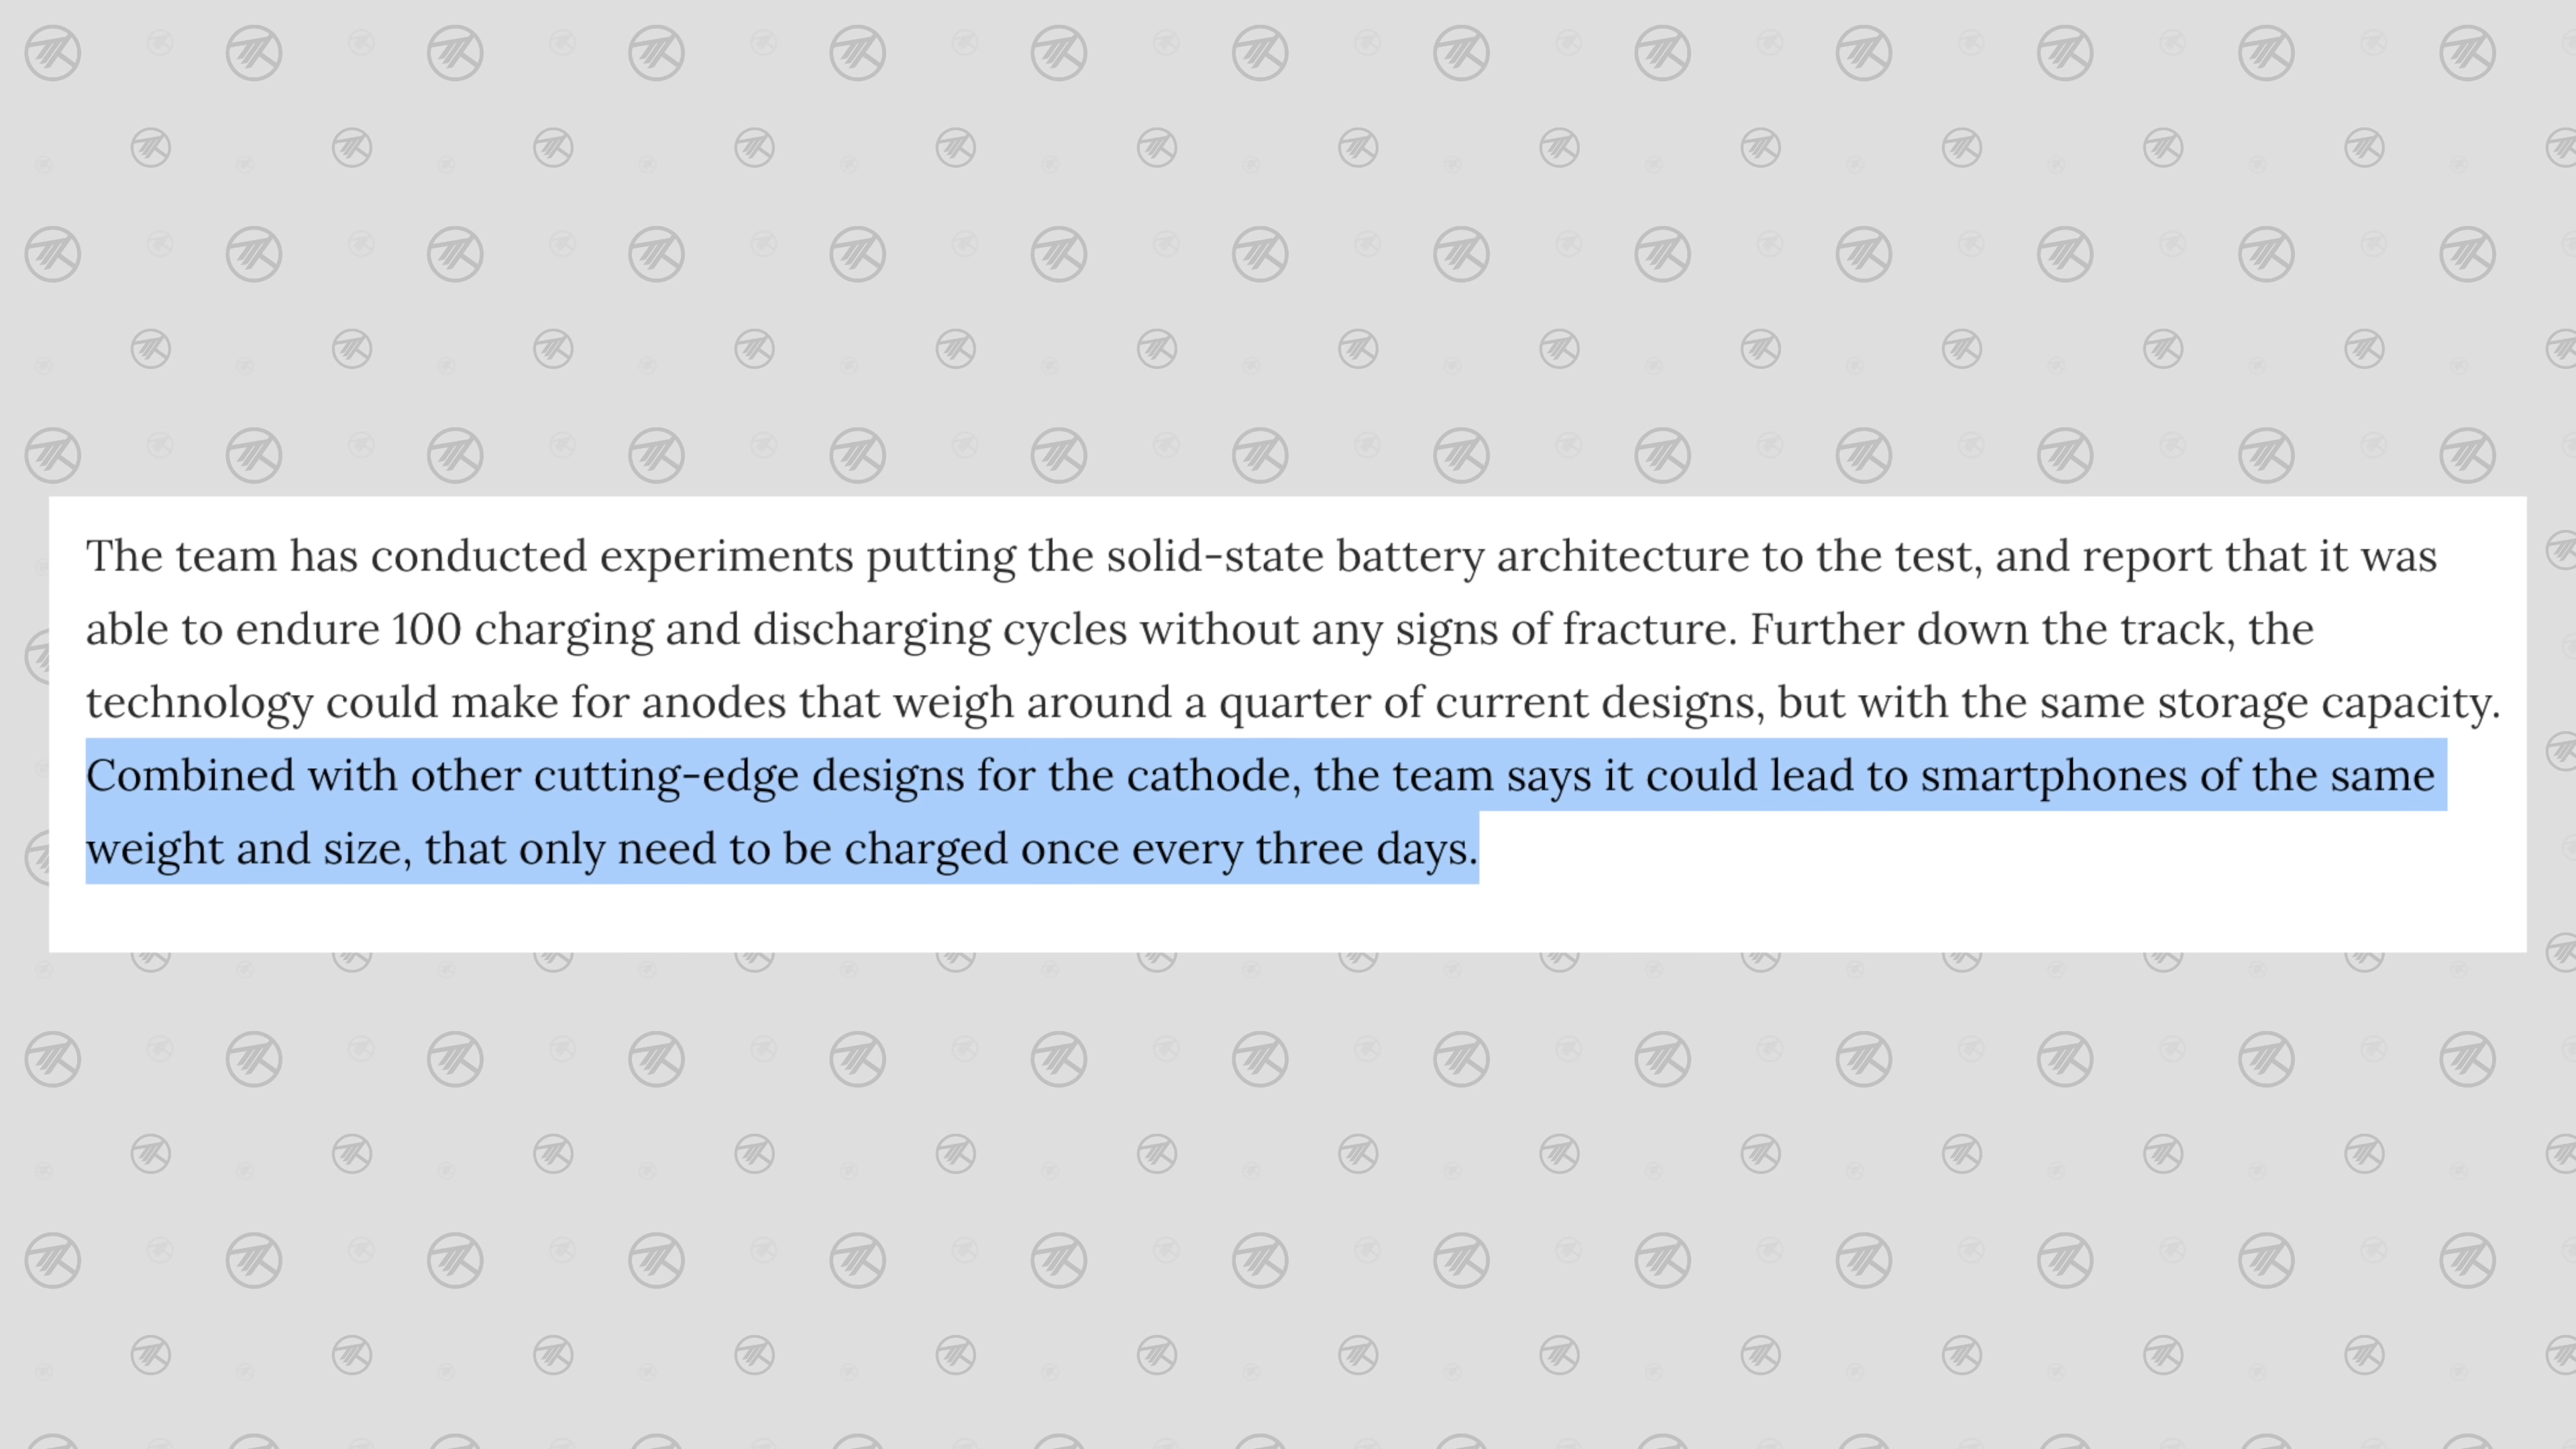 The team has conducted experiments putting the solid-state battery architecture to the test, and report that it was
able to endure 100 charging and discharging cycles without any signs of fracture. Further down the track, the
technology could make for anodes that weigh around a quarter of current designs, but with the same storage capacity.
Combined with other cutting-edge designs for the cathode, the team says it could lead to smartphones of the same
weight and size, that only need to be charged once every three days.